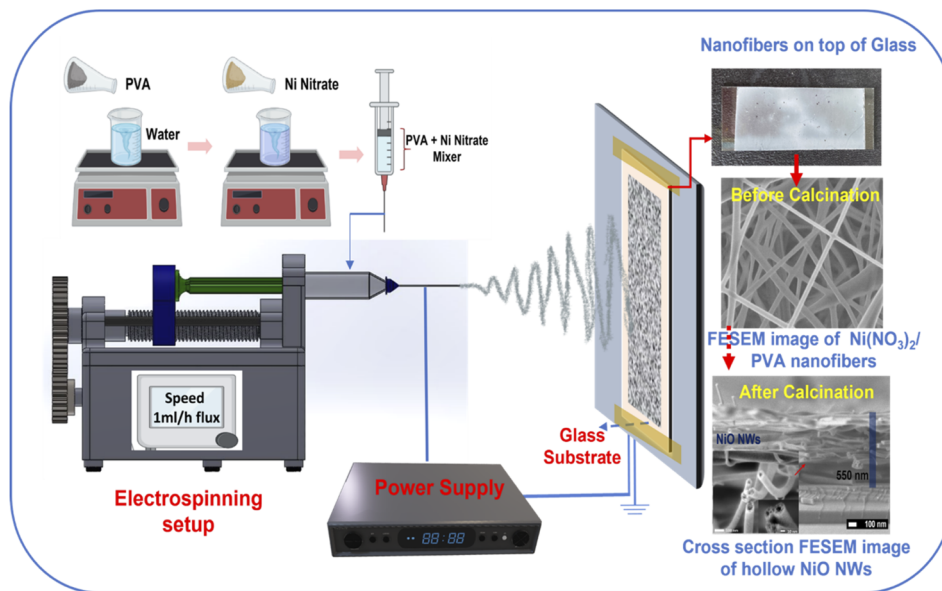 Nanofibers on top of Glass
PVA
Ni Nitrate
Water
PVA + Ni Nitrate
Mixer
Before Calcination
FESEM image of Ni(NO₃)₂/
PVA nanofibers
After Calcination
NiO NWs
550 nm
100 nm
Cross section FESEM image
of hollow NiO NWs
Speed
1ml/h flux
Glass
Substrate
Electrospinning
setup
Power Supply
88:88